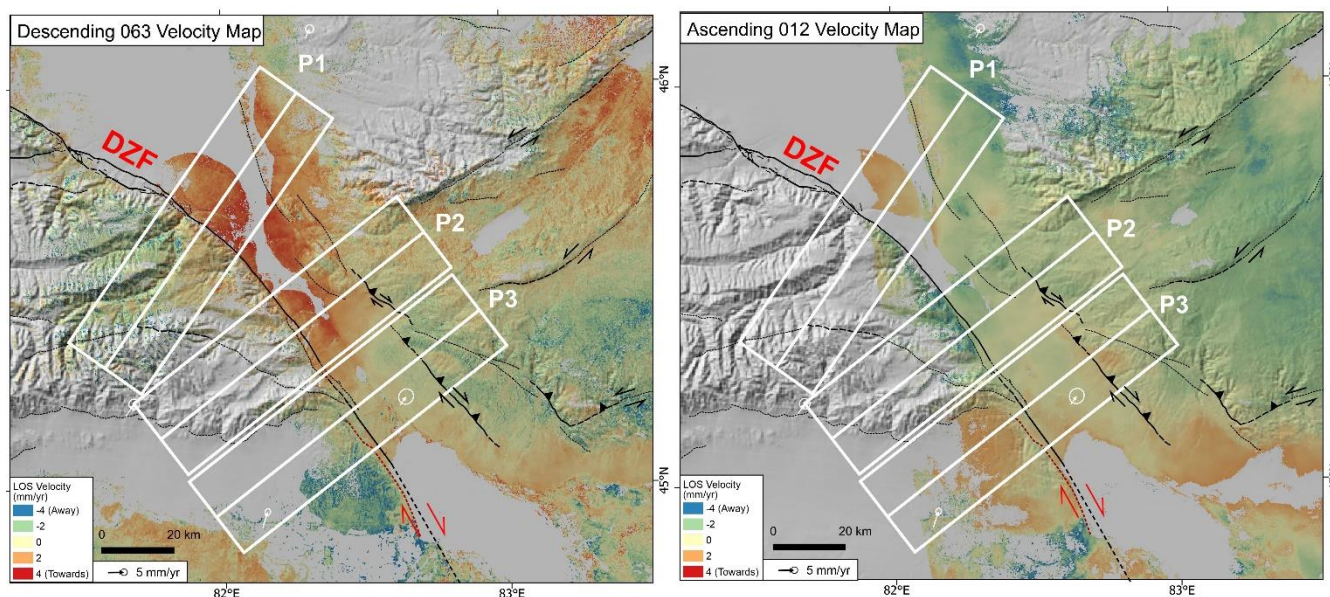 Descending 063 Velocity Map
P1
DZF
P2
P3
LOS Velocity
(mm/yr)
-4 (Away)
-2
0
2
4 (Towards)
0 20 km
5 mm/yr
82°E
83°E
46°N
45°N
Ascending 012 Velocity Map
P1
DZF
P2
P3
LOS Velocity
(mm/yr)
-4 (Away)
-2
0
2
4 (Towards)
0 20 km
5 mm/yr
82°E
83°E